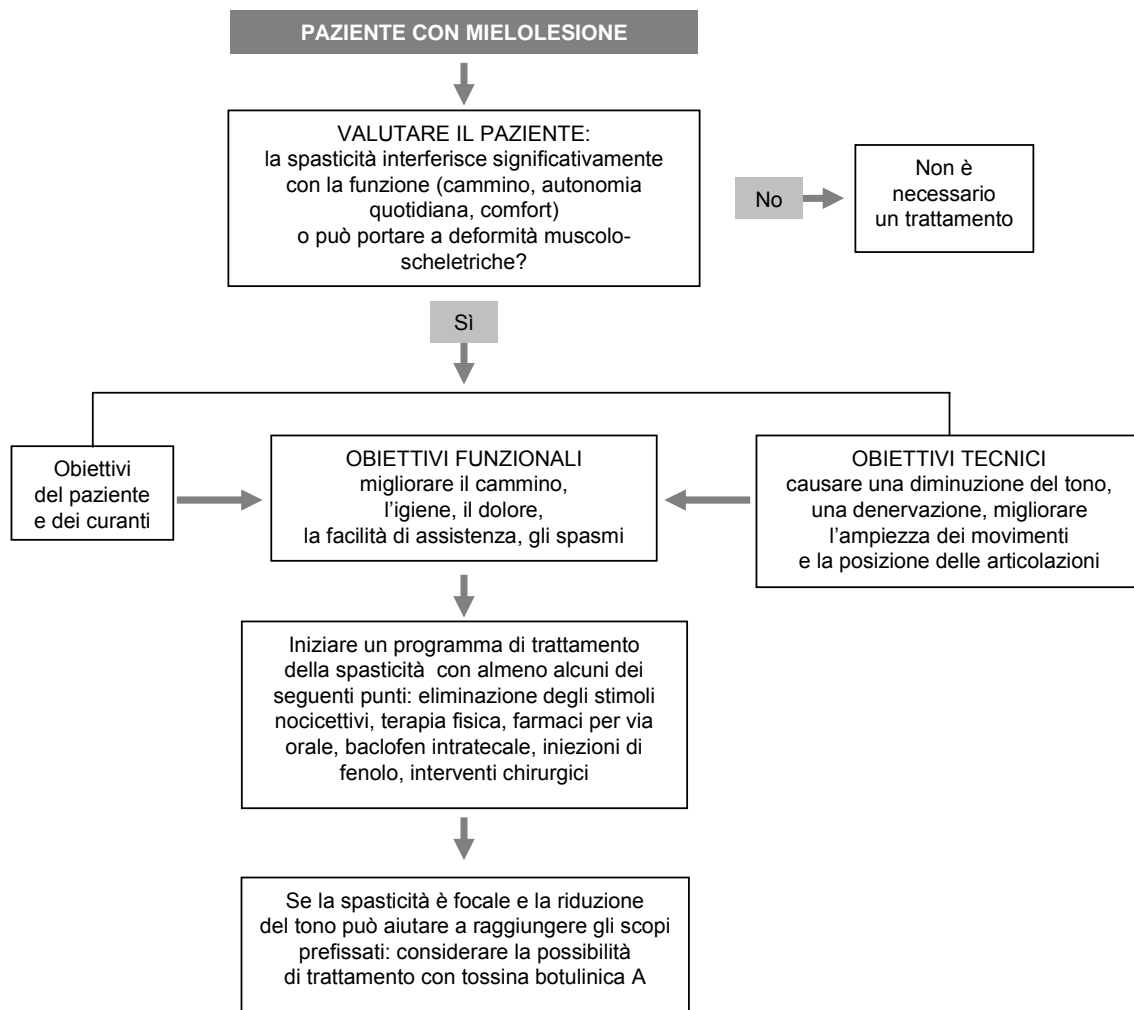 PAZIENTE CON MIELOLESIONE
VALUTARE IL PAZIENTE:
la spasticità interferisce significativamente
con la funzione (cammino, autonomia
quotidiana, comfort)
o può portare a deformità muscolo-
scheletriche?
No
Non è
necessario
un trattamento
Sì
Obiettivi
del paziente
e dei curanti
OBIETTIVI FUNZIONALI
migliorare il cammino,
l’igiene, il dolore,
la facilità di assistenza, gli spasmi
OBIETTIVI TECNICI
causare una diminuzione del tono,
una denervazione, migliorare
l’ampiezza dei movimenti
e la posizione delle articolazioni
Iniziare un programma di trattamento
della spasticità con almeno alcuni dei
seguenti punti: eliminazione degli stimoli
nocicettivi, terapia fisica, farmaci per via
orale, baclofen intratecale, iniezioni di
fenolo, interventi chirurgici
Se la spasticità è focale e la riduzione
del tono può aiutare a raggiungere gli scopi
prefissati: considerare la possibilità
di trattamento con tossina botulinica A